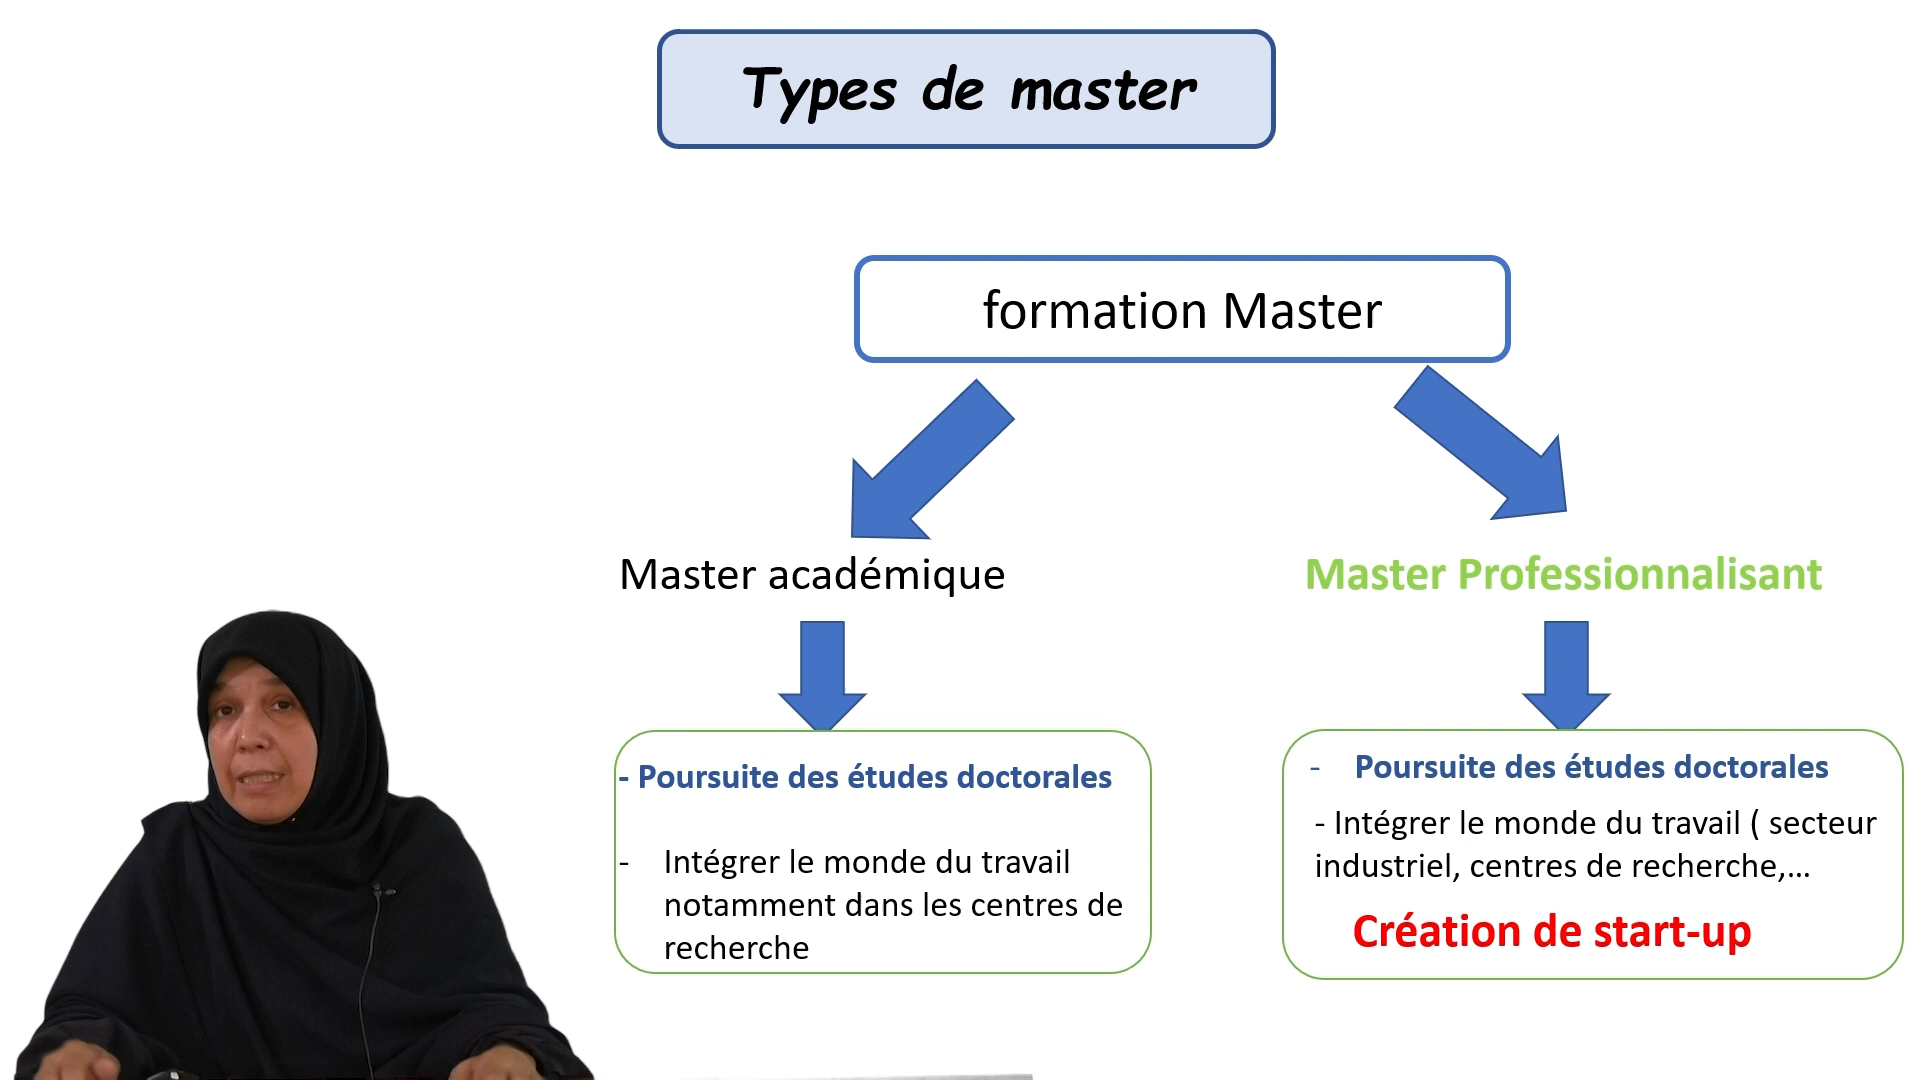 Types de master
formation Master
Master académique
Master Professionnalisant
- Poursuite des études doctorales
- Intégrer le monde du travail
notamment dans les centres de
recherche
- Poursuite des études doctorales
- Intégrer le monde du travail ( secteur
industriel, centres de recherche,...
Création de start-up